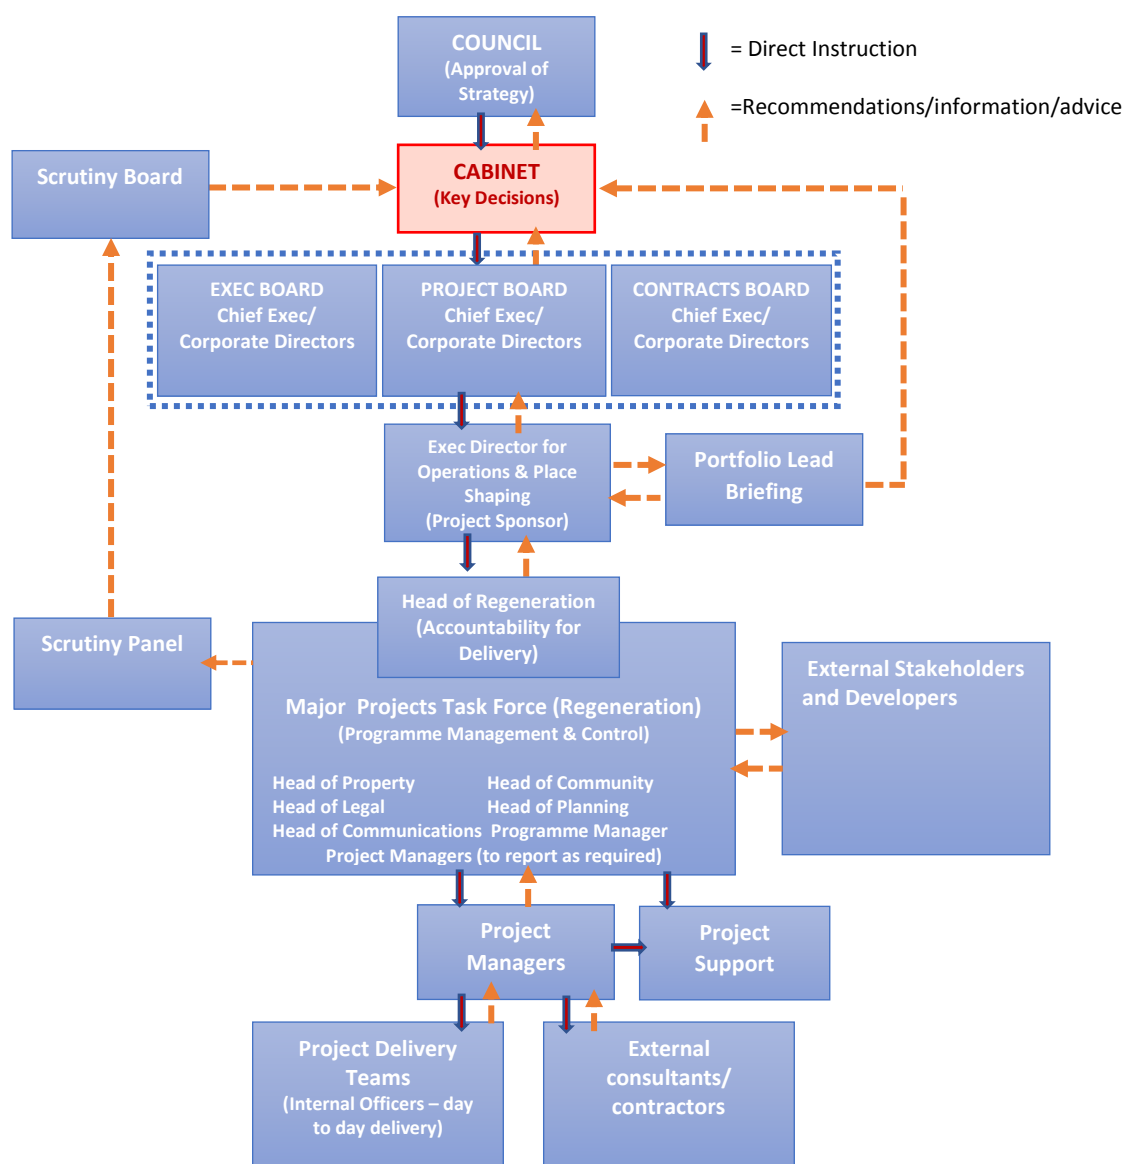 COUNCIL
(Approval of
Strategy)
= Direct Instruction
=Recommendations/information/advice
Scrutiny Board
CABINET
(Key Decisions)
EXEC BOARD
Chief Exec/
Corporate Directors
PROJECT BOARD
Chief Exec/
Corporate Directors
CONTRACTS BOARD
Chief Exec/
Corporate Directors
Exec Director for
Operations & Place
Shaping
(Project Sponsor)
Portfolio Lead
Briefing
Head of Regeneration
(Accountability for
Delivery)
Scrutiny Panel
External Stakeholders
and Developers
Major Projects Task Force (Regeneration)
(Programme Management & Control)
Head of Property Head of Community
Head of Legal Head of Planning
Head of Communications Programme Manager
Project Managers (to report as required)
Project
Managers
Project
Support
Project Delivery
Teams
(Internal Officers – day
to day delivery)
External
consultants/
contractors